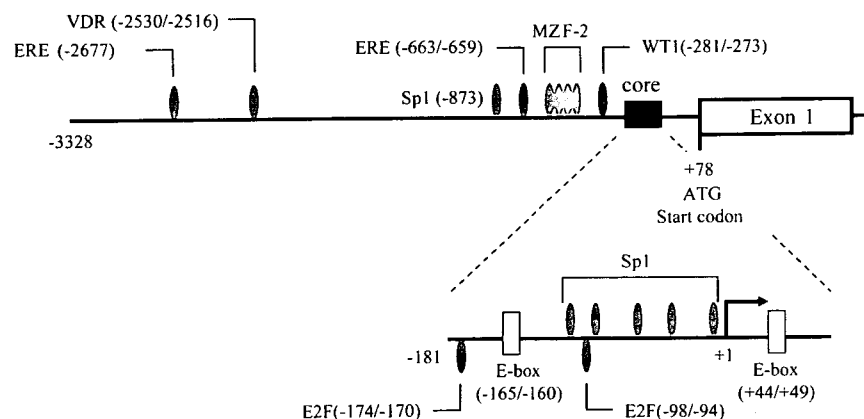 VDR (-2530/-2516)
ERE (-2677)
ERE (-663/-659)
MZF-2
WT1(-281/-273)
Sp1 (-873)
core
Exon 1
-3328
+78
ATG
Start codon
Sp1
-181
+1
E-box
(-165/-160)
E-box
(+44/+49)
E2F(-174/-170)
E2F(-98/-94)